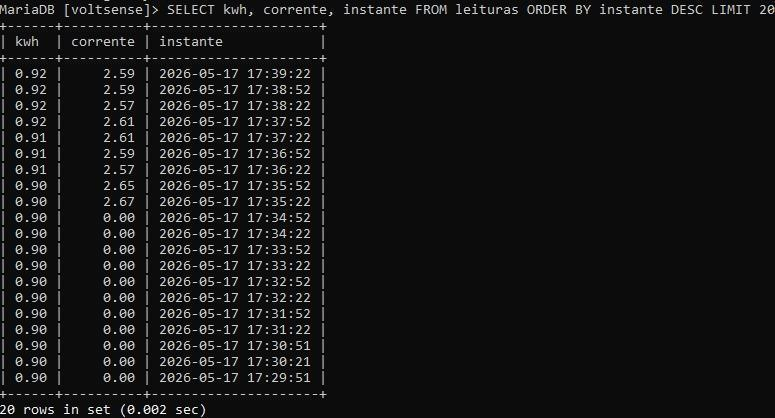 MariaDB [voltsense]> SELECT kwh, corrente, instante FROM leituras ORDER BY instante DESC LIMIT 20
+------+----------+---------------------+
| kwh  | corrente | instante            |
+------+----------+---------------------+
| 0.92 |     2.59 | 2026-05-17 17:39:22 |
| 0.92 |     2.59 | 2026-05-17 17:38:52 |
| 0.92 |     2.57 | 2026-05-17 17:38:22 |
| 0.92 |     2.61 | 2026-05-17 17:37:52 |
| 0.91 |     2.61 | 2026-05-17 17:37:22 |
| 0.91 |     2.59 | 2026-05-17 17:36:52 |
| 0.91 |     2.57 | 2026-05-17 17:36:22 |
| 0.90 |     2.65 | 2026-05-17 17:35:52 |
| 0.90 |     2.67 | 2026-05-17 17:35:22 |
| 0.90 |     0.00 | 2026-05-17 17:34:52 |
| 0.90 |     0.00 | 2026-05-17 17:34:22 |
| 0.90 |     0.00 | 2026-05-17 17:33:52 |
| 0.90 |     0.00 | 2026-05-17 17:33:22 |
| 0.90 |     0.00 | 2026-05-17 17:32:52 |
| 0.90 |     0.00 | 2026-05-17 17:32:22 |
| 0.90 |     0.00 | 2026-05-17 17:31:52 |
| 0.90 |     0.00 | 2026-05-17 17:31:22 |
| 0.90 |     0.00 | 2026-05-17 17:30:51 |
| 0.90 |     0.00 | 2026-05-17 17:30:21 |
| 0.90 |     0.00 | 2026-05-17 17:29:51 |
+------+----------+---------------------+
20 rows in set (0.002 sec)